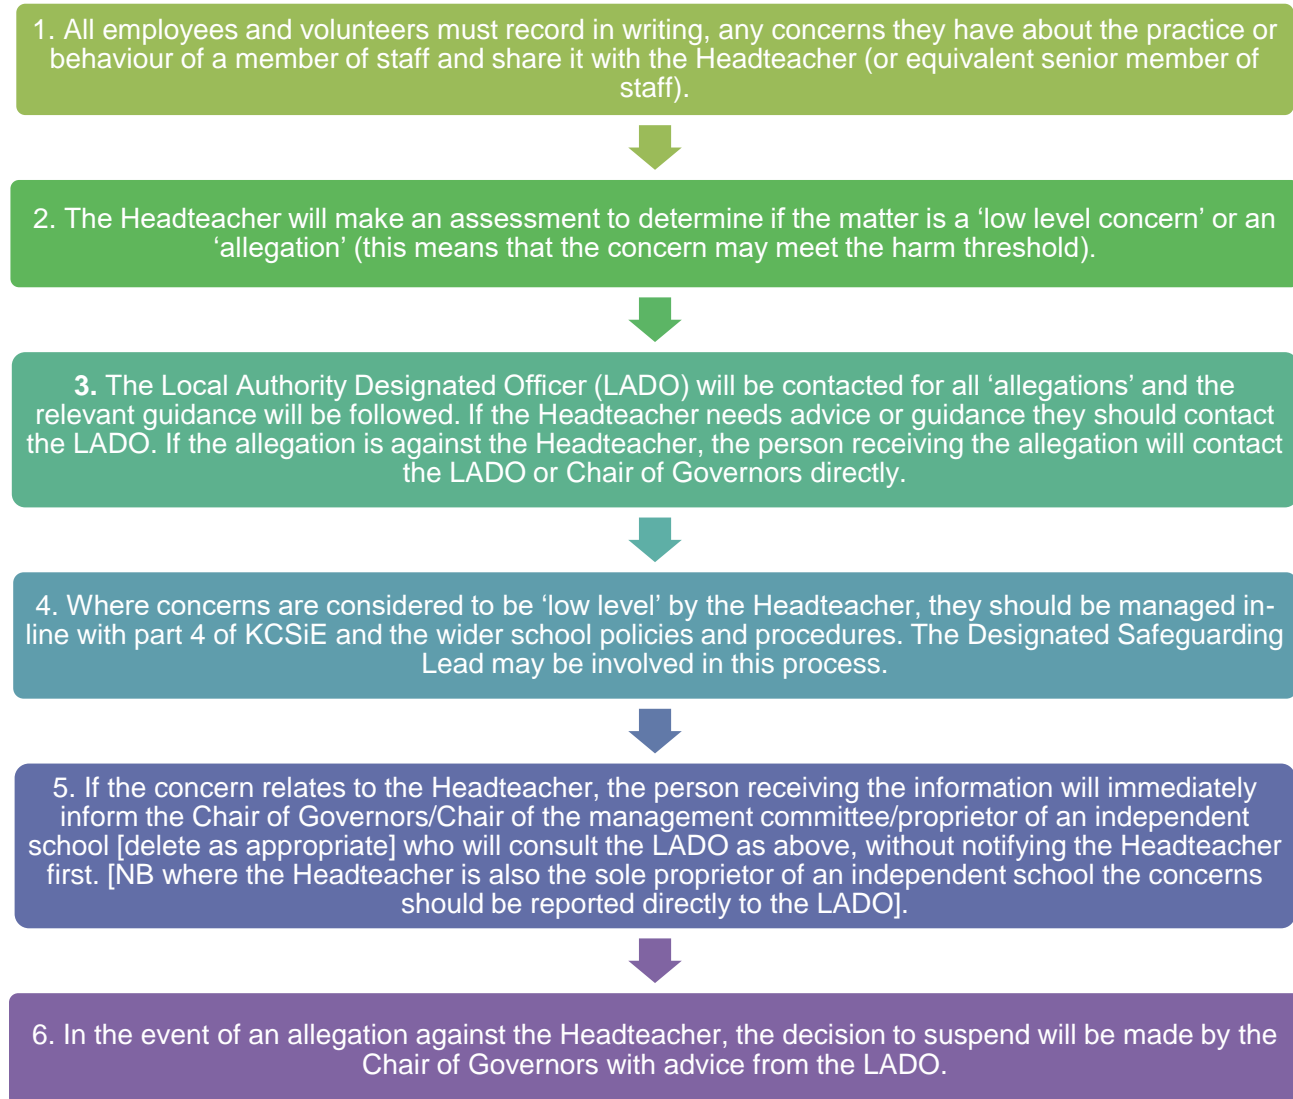 1. All employees and volunteers must record in writing, any concerns they have about the practice or
behaviour of a member of staff and share it with the Headteacher (or equivalent senior member of
staff).
2. The Headteacher will make an assessment to determine if the matter is a ‘low level concern’ or an
‘allegation’ (this means that the concern may meet the harm threshold).
3. The Local Authority Designated Officer (LADO) will be contacted for all ‘allegations’ and the
relevant guidance will be followed. If the Headteacher needs advice or guidance they should contact
the LADO. If the allegation is against the Headteacher, the person receiving the allegation will contact
the LADO or Chair of Governors directly.
4. Where concerns are considered to be ‘low level’ by the Headteacher, they should be managed in-
line with part 4 of KCSiE and the wider school policies and procedures. The Designated Safeguarding
Lead may be involved in this process.
5. If the concern relates to the Headteacher, the person receiving the information will immediately
inform the Chair of Governors/Chair of the management committee/proprietor of an independent
school [delete as appropriate] who will consult the LADO as above, without notifying the Headteacher
first. [NB where the Headteacher is also the sole proprietor of an independent school the concerns
should be reported directly to the LADO].
6. In the event of an allegation against the Headteacher, the decision to suspend will be made by the
Chair of Governors with advice from the LADO.